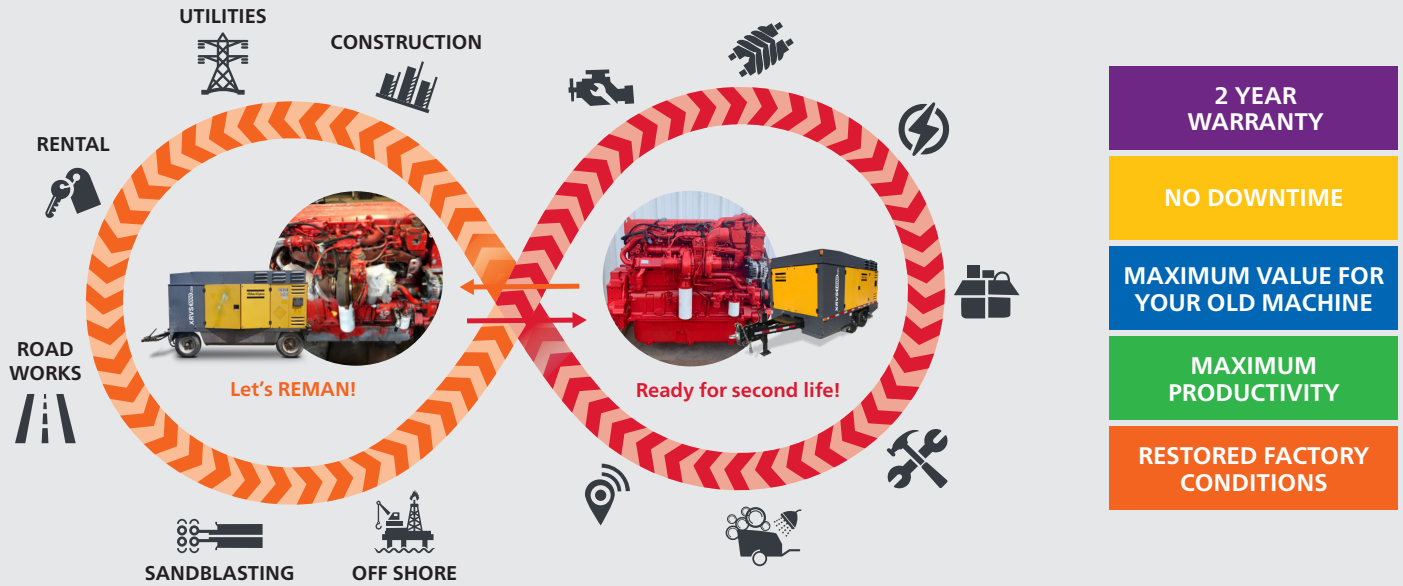 UTILITIES
CONSTRUCTION
RENTAL
ROAD
WORKS
SANDBLASTING
OFF SHORE
Let's REMAN!
Ready for second life!
2 YEAR
WARRANTY
NO DOWNTIME
MAXIMUM VALUE FOR
YOUR OLD MACHINE
MAXIMUM
PRODUCTIVITY
RESTORED FACTORY
CONDITIONS